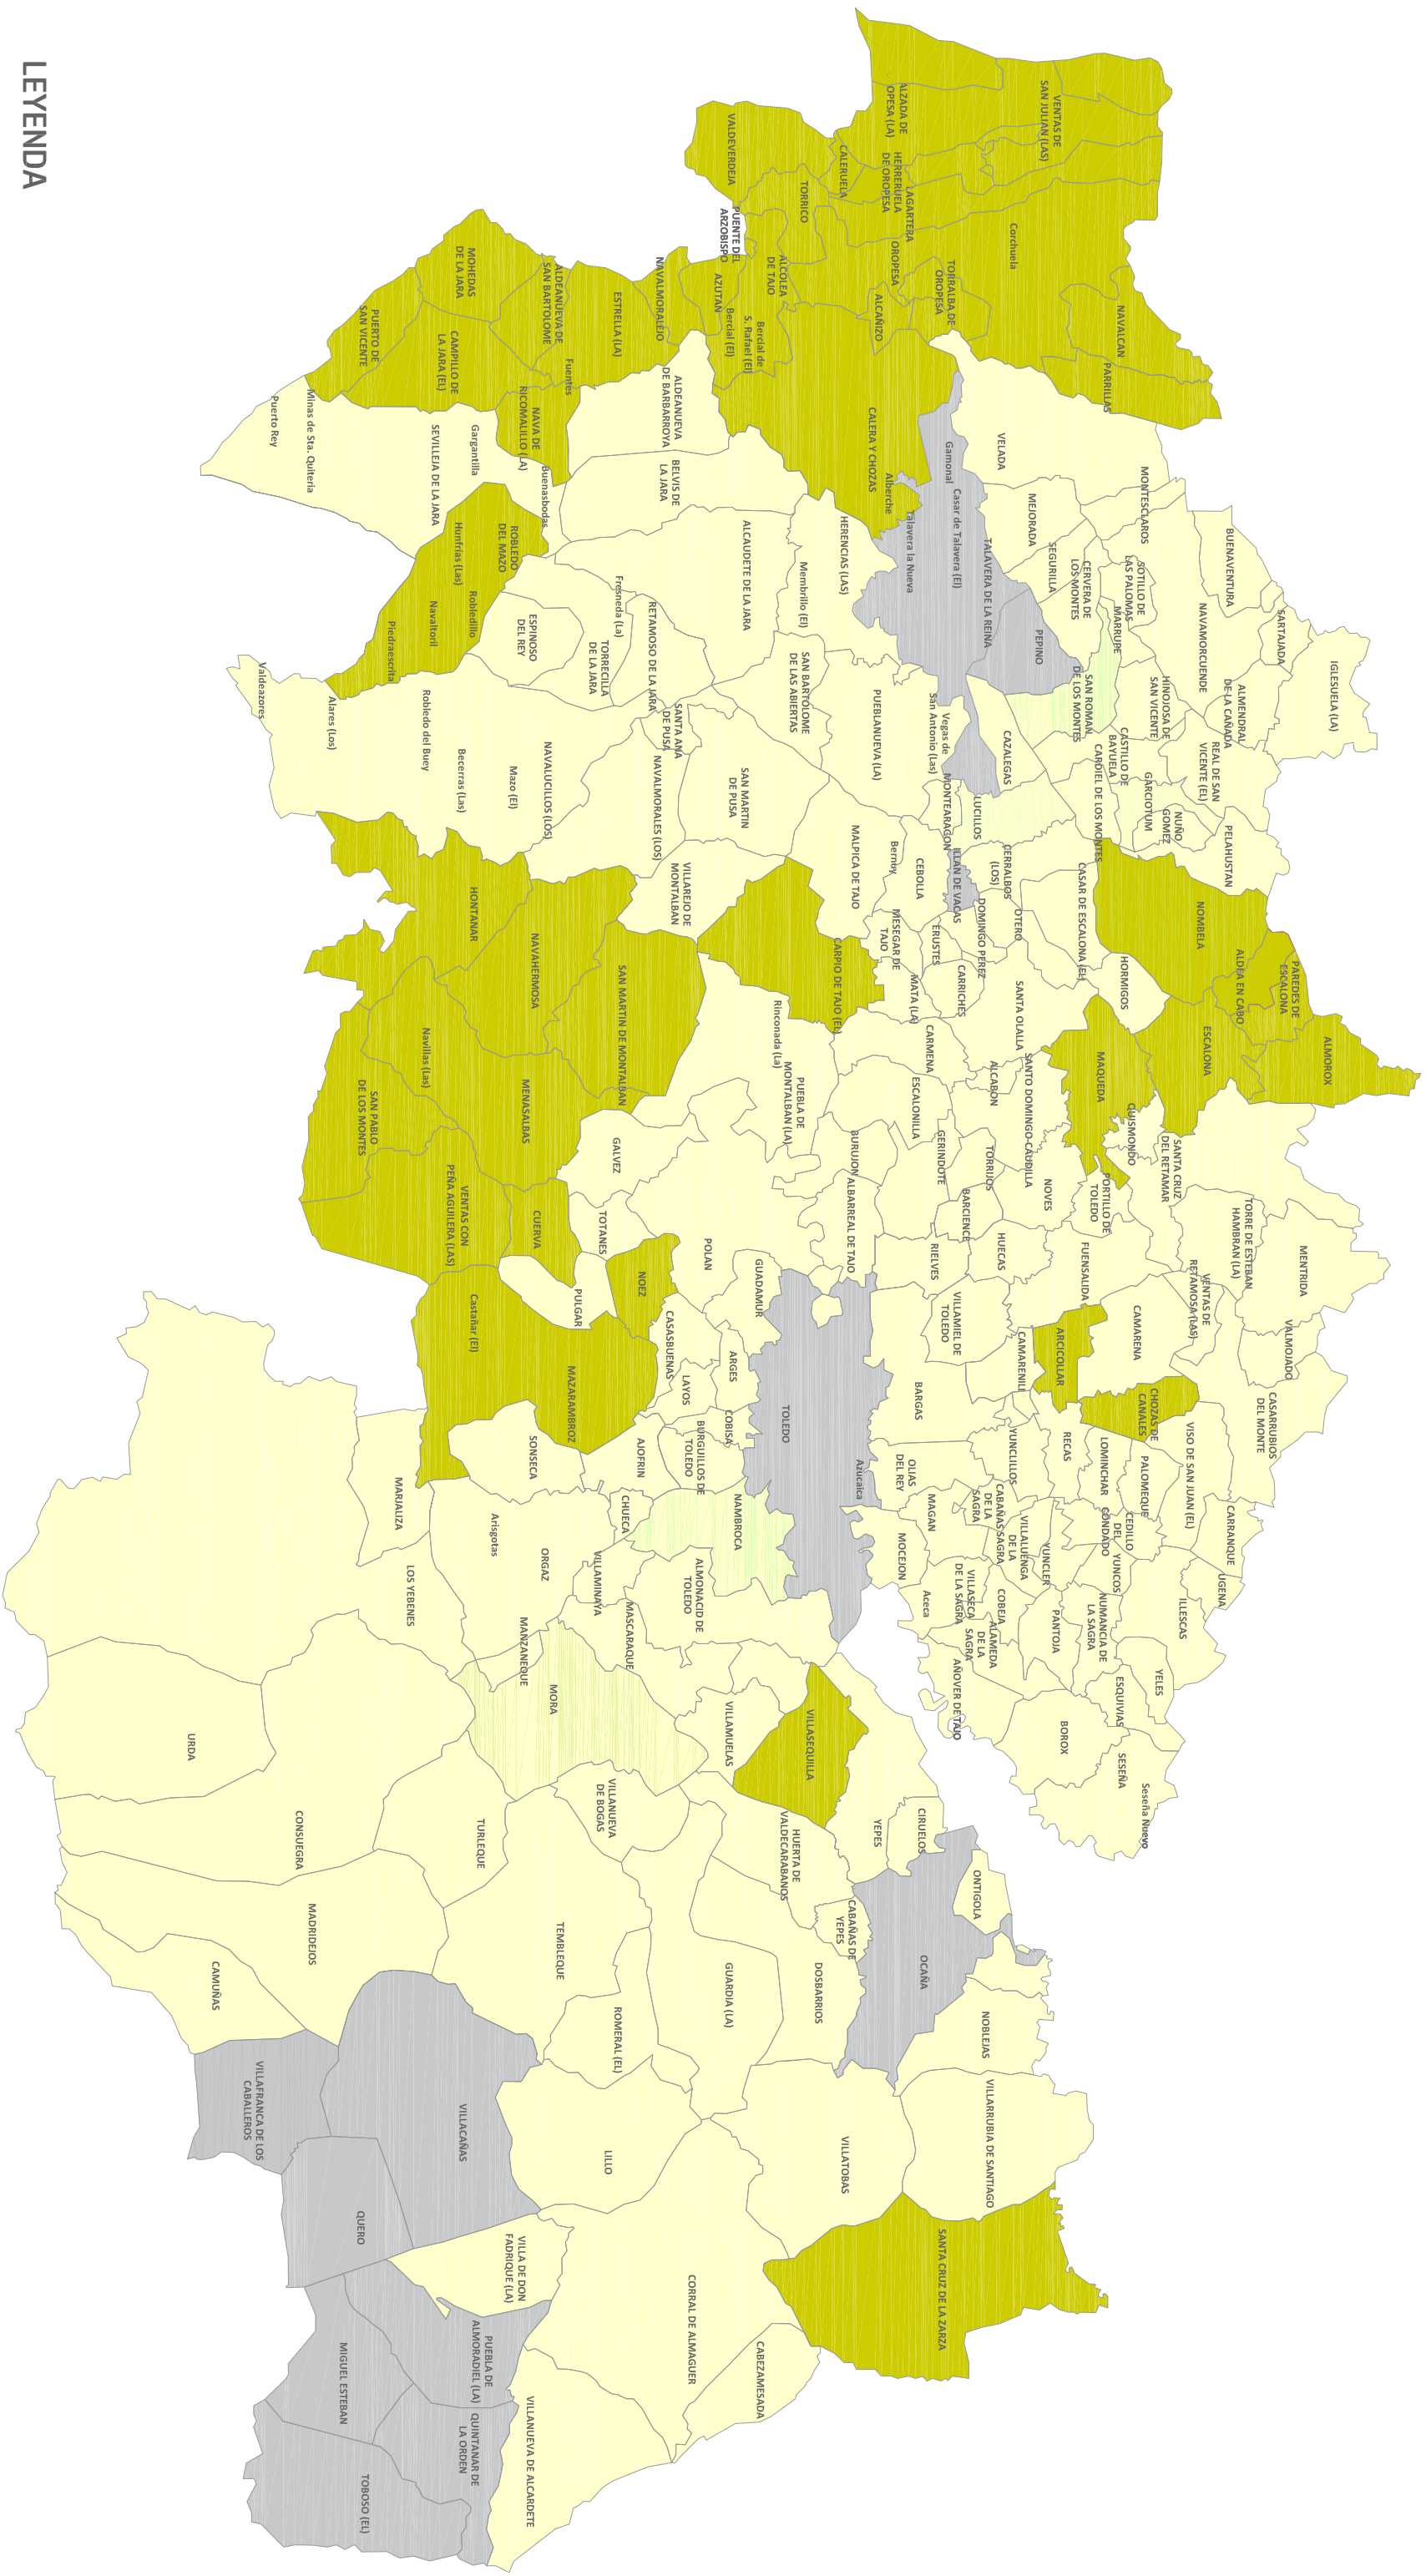 LEYENDA
IGLESUELA (LA)
SARTAJADA
BUENAVENTURA
ALMENDRAL
DE LA CAÑADA
NAVAMORCUENDE
MONTESCLAROS
SOTILLO DE
LAS PALOMAS
HINOJOSA DE
SAN VICENTE
REAL DE SAN
VICENTE (EL)
PELAHUSTAN
NUÑO
GOMEZ
GARCIOTUM
CASTILLO DE
BAYUELA
CARDIEL DE LOS MONTES
MARRUPE
SAN ROMAN
DE LOS MONTES
CERVERA DE
LOS MONTES
SEGURILLA
MEJORADA
VELADA
PEPINO
TALAVERA DE LA REINA
Casar de Talavera (El)
Gamonal
Talavera la Nueva
Alberche
CALERA Y CHOZAS
VENTAS DE
SAN JULIAN (LAS)
ALZADA DE
OPESA (LA)
CALERUELA
HERRERUELA
DE OROPESA
LAGARTERA
OROPESA
Corchuela
TORRALBA DE
OROPESA
ALCAÑIZO
NAVALCAN
PARRILLAS
VALDEVERDEJA
TORRICO
PUENTE DEL
ARZOBISPO
ALCOLEA
DE TAJO
AZUTAN
Bercial (El)
Bercial de
S. Rafael (El)
NAVALMORALEJO
ESTRELLA (LA)
ALDEANUEVA DE
SAN BARTOLOME
Fuentes
MOHEDAS
DE LA JARA
CAMPILLO DE
LA JARA (EL)
PUERTO DE
SAN VICENTE
NAVA DE
RICOMALILLO (LA)
Buenasbodas
Gargantilla
SEVILLEJA DE LA JARA
Minas de Sta. Quiteria
Puerto Rey
ALDEANUEVA
DE BARBARROYA
BELVIS DE
LA JARA
ALCAUDETE DE LA JARA
HERENCIAS (LAS)
Membrillo (El)
SAN BARTOLOME
DE LAS ABIERTAS
PUEBLANUEVA (LA)
Vegas de
San Antonio (Las)
CAZALEGAS
LUCILLOS
MONTEARAGON
ROBLEDO
DEL MAZO
Hunfrías (Las)
Robledillo
Navaltoril
Piedraescrita
ESPINOSO
DEL REY
Fresneda (La)
TORRECILLA
DE LA JARA
RETAMOSO DE LA JARA
SANTA ANA
DE PUSA
SAN MARTIN
DE PUSA
NAVALMORALES (LOS)
NAVALUCILLOS (LOS)
Mazo (El)
Becerras (Las)
Robledo del Buey
Alares (Los)
Valdeazores
VILLAREJO DE
MONTALBAN
MALPICA DE TAJO
Bernuy
CEBOLLA
ILLAN DE VACAS
CERRALBOS
(LOS)
OTERO
DOMINGO PEREZ
CASAR DE ESCALONA (EL)
HORMIGOS
NOMBELA
ALDEA EN CABO
PAREDES DE
ESCALONA
ALMOROX
ESCALONA
MAQUEDA
QUISMONDO
SANTA CRUZ
DEL RETAMAR
SANTA OLALLA
ERUSTES
MESEGAR DE
TAJO
CARRICHES
MATA (LA)
CARMENA
CARPIO DE TAJO (EL)
HONTANAR
NAVAHERMOSA
SAN MARTIN DE MONTALBAN
Navillas (Las)
MENASALBAS
SAN PABLO
DE LOS MONTES
VENTAS CON
PEÑA AGUILERA (LAS)
CUERVA
GALVEZ
TOTANES
Rinconada (La)
PUEBLA DE
MONTALBAN (LA)
ESCALONILLA
ALCABON
SANTO DOMINGO-CAUDILLA
NOVES
PORTILLO DE
TOLEDO
TORRIJOS
GERINDOTE
BURUJON
ALBARREAL DE TAJO
BARCIENCE
RIELVES
HUECAS
FUENSALIDA
TORRE DE ESTEBAN
HAMBRAN (LA)
MENTRIDA
VENTAS DE
RETAMOSA (LAS)
VALMOJADO
CASARRUBIOS
DEL MONTE
CAMARENA
ARCICOLLAR
CHOZAS DE
CANALES
VILLAMIEL DE
TOLEDO
BARGAS
POLAN
GUADAMUR
NOEZ
PULGAR
CASASBUENAS
LAYOS
ARGES
COBISA
BURGUILLOS DE
TOLEDO
TOLEDO
Azucaica
Castañar (El)
MAZARAMBROZ
AJOFRIN
SONSECA
CHUECA
NAMBROCA
VISO DE SAN JUAN (EL)
CARRANQUE
UGENA
ILLESCAS
PALOMEQUE
LOMINCHAR
RECAS
YUNCLILLOS
CEDILLO
DEL
CONDADO
YUNCOS
YUNCLER
VILLALUENGA
DE LA
SAGRA
CABAÑAS
DE LA
SAGRA
OLIAS
DEL REY
MAGAN
MOCEJON
NUMANCIA DE
LA SAGRA
PANTOJA
COBEJA
VILLASECA
DE LA SAGRA
Aceca
ALAMEDA
DE LA
SAGRA
AÑOVER DE TAJO
YELES
ESQUIVIAS
BOROX
SESEÑA
Seseña Nuevo
MARJALIZA
LOS YEBENES
Arisgotas
ORGAZ
VILLAMINAYA
ALMONACID DE
TOLEDO
MASCARAQUE
MANZANEQUE
MORA
VILLAMUELAS
VILLASEQUILLA
YEPES
CIRUELOS
HUERTA DE
VALDECARABANOS
VILLANUEVA
DE BOGAS
TURLEQUE
CONSUEGRA
URDA
MADRIDEJOS
CAMUÑAS
TEMBLEQUE
ROMERAL (EL)
GUARDIA (LA)
DOSBARRIOS
CABAÑAS DE
YEPES
OCAÑA
ONTIGOLA
NOBLEJAS
VILLARRUBIA DE SANTIAGO
VILLATOBAS
SANTA CRUZ DE LA ZARZA
LILLO
VILLACAÑAS
VILLAFRANCA DE LOS
CABALLEROS
QUERO
VILLA DE DON
FADRIQUE (LA)
CORRAL DE ALMAGUER
CABEZAMESADA
PUEBLA DE
ALMORADIEL (LA)
MIGUEL ESTEBAN
QUINTANAR DE
LA ORDEN
TOBOSO (EL)
VILLANUEVA DE ALCARDETE